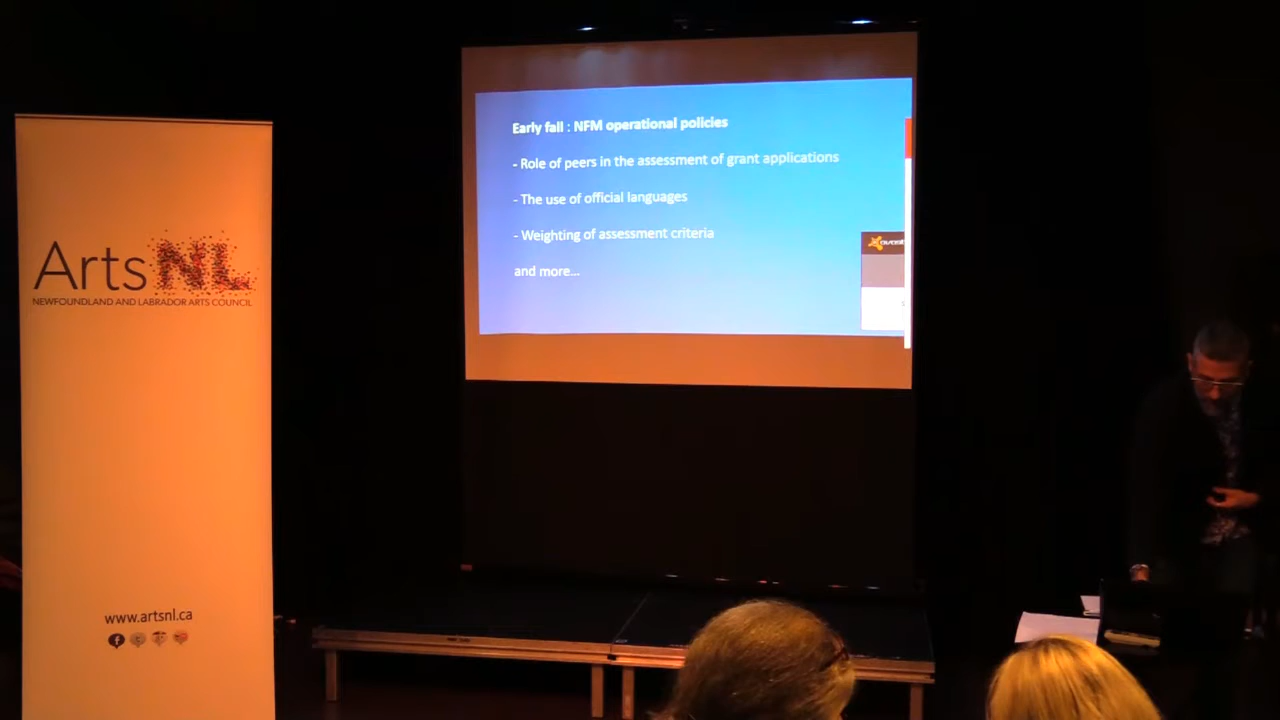 Arts NL
NEWFOUNDLAND AND LABRADOR ARTS COUNCIL
www.artsnl.ca
Early fall : NFM operational policies
- Role of peers in the assessment of grant applications
- The use of official languages
- Weighting of assessment criteria
and more...
avast